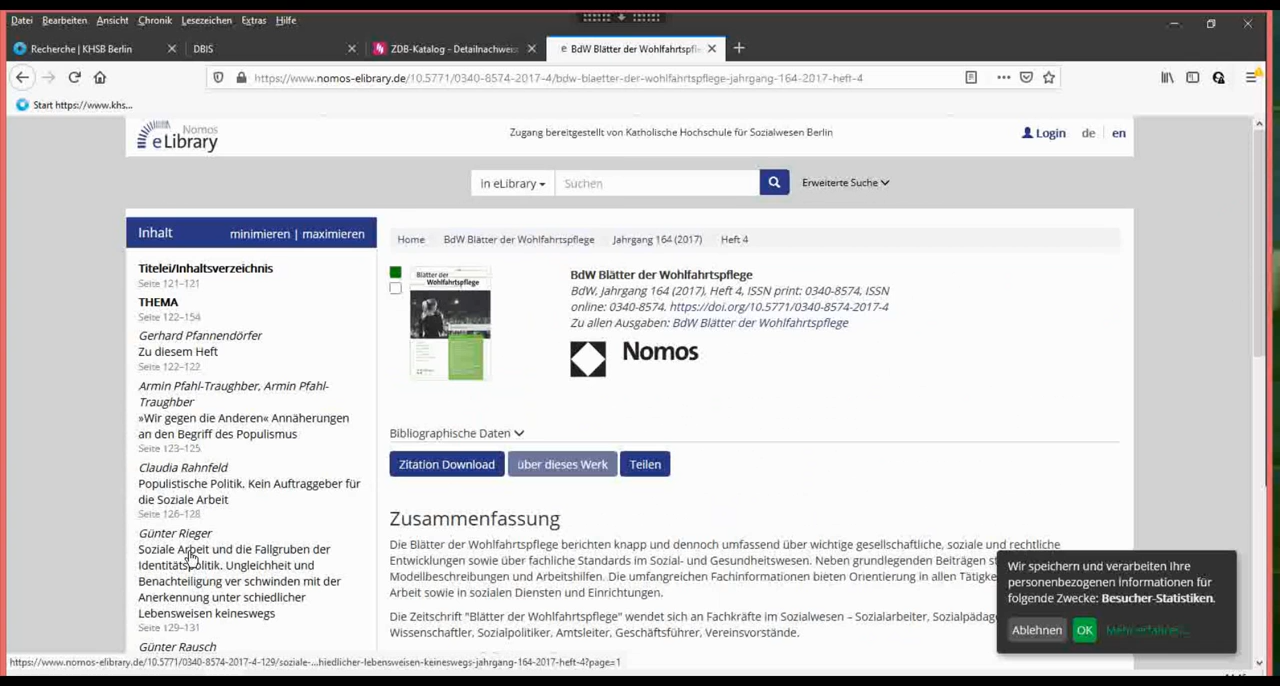 Datei Bearbeiten Ansicht Chronik Lesezeichen Extras Hilfe
Recherche | KHSB Berlin
DBIS
ZDB-Katalog - Detailnachweis
BdW Blätter der Wohlfahrtspfle
https://www.nomos-elibrary.de/10.5771/0340-8574-2017-4/bdw-blaetter-der-wohlfahrtspflege-jahrgang-164-2017-heft-4
Start https://www.khs...
Nomos
eLibrary
Zugang bereitgestellt von Katholische Hochschule für Sozialwesen Berlin
Login de en
in eLibrary
Suchen
Erweiterte Suche
Inhalt minimieren | maximieren
Titelei/Inhaltsverzeichnis
Seite 121-121
THEMA
Seite 122-154
Gerhard Pfannendörfer
Zu diesem Heft
Seite 122-122
Armin Pfahl-Traughber, Armin Pfahl-
Traughber
»Wir gegen die Anderen« Annäherungen
an den Begriff des Populismus
Seite 123-125
Claudia Rahnfeld
Populistische Politik. Kein Auftraggeber für
die Soziale Arbeit
Seite 126-128
Günter Rieger
Soziale Arbeit und die Fallgruben der
Identitätspolitik. Ungleichheit und
Benachteiligung ver schwinden mit der
Anerkennung unter schiedlicher
Lebensweisen keineswegs
Seite 129-131
Günter Rausch
Home BdW Blätter der Wohlfahrtspflege Jahrgang 164 (2017) Heft 4
Blätter der
Wohlfahrtspflege
BdW Blätter der Wohlfahrtspflege
BdW, Jahrgang 164 (2017), Heft 4, ISSN print: 0340-8574, ISSN
online: 0340-8574, https://doi.org/10.5771/0340-8574-2017-4
Zu allen Ausgaben: BdW Blätter der Wohlfahrtspflege
Nomos
Bibliographische Daten
Zitation Download
über dieses Werk
Teilen
Zusammenfassung
Die Blätter der Wohlfahrtspflege berichten knapp und dennoch umfassend über wichtige gesellschaftliche, soziale und rechtliche
Entwicklungen sowie über fachliche Standards im Sozial- und Gesundheitswesen. Neben grundlegenden Beiträgen st
Modellbeschreibungen und Arbeitshilfen. Die umfangreichen Fachinformationen bieten Orientierung in allen Tätigke
Arbeit sowie in sozialen Diensten und Einrichtungen.
Die Zeitschrift "Blätter der Wohlfahrtspflege" wendet sich an Fachkräfte im Sozialwesen – Sozialarbeiter, Sozialpädag
Wissenschaftler, Sozialpolitiker, Amtsleiter, Geschäftsführer, Vereinsvorstände.
Wir speichern und verarbeiten Ihre
personenbezogenen Informationen für
folgende Zwecke: Besucher-Statistiken.
Ablehnen
OK
Mehr erfahren...
https://www.nomos-elibrary.de/10.5771/0340-8574-2017-4-129/soziale-...hiedlicher-lebensweisen-keineswegs-jahrgang-164-2017-heft-4?page=1